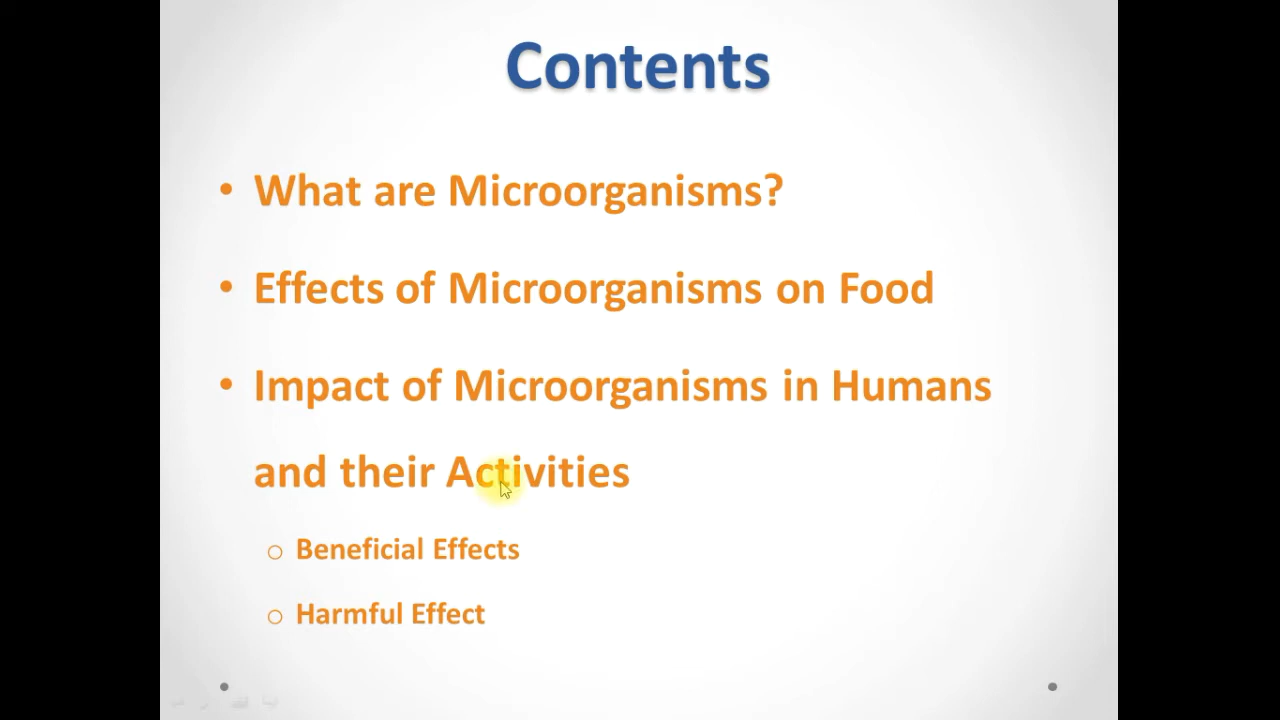 Contents
• What are Microorganisms?
• Effects of Microorganisms on Food
• Impact of Microorganisms in Humans
and their Activities
o Beneficial Effects
o Harmful Effect